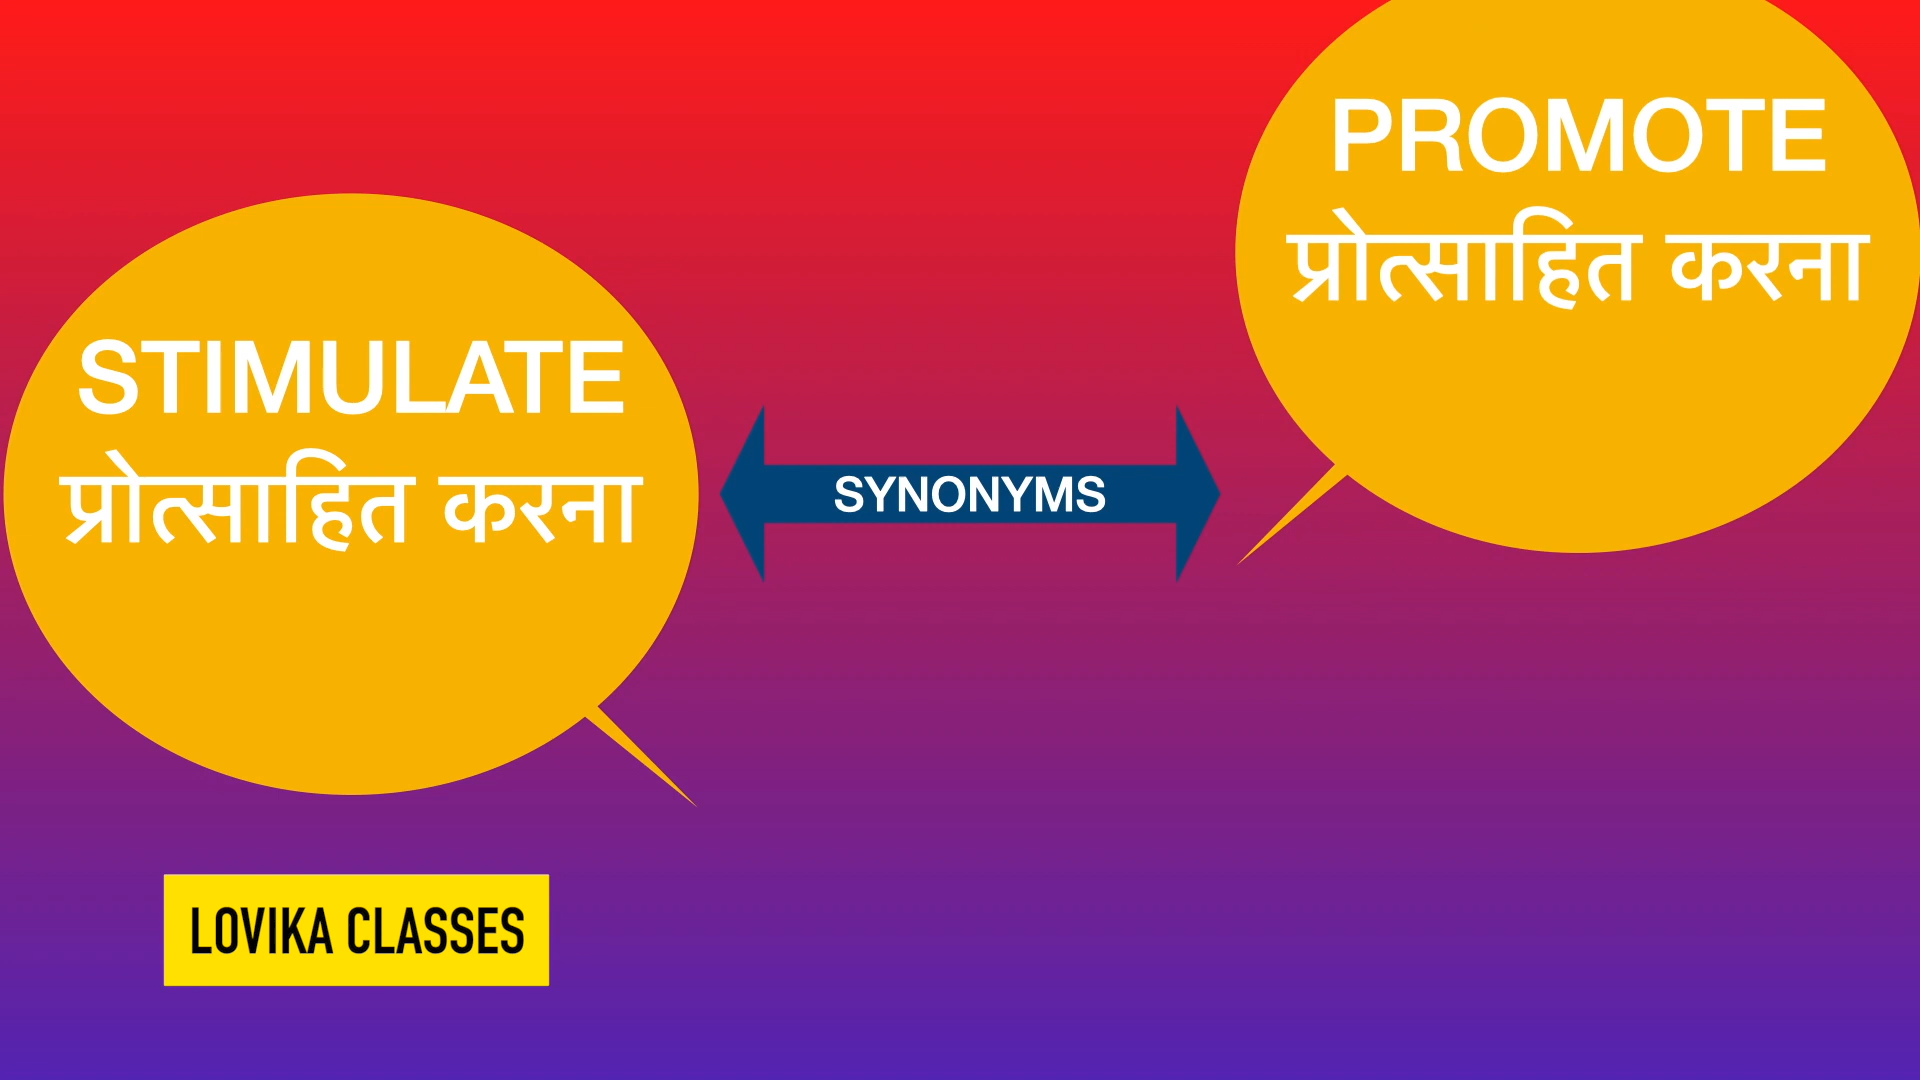 STIMULATE
प्रोत्साहित करना
SYNONYMS
PROMOTE
प्रोत्साहित करना
LOVIKA CLASSES